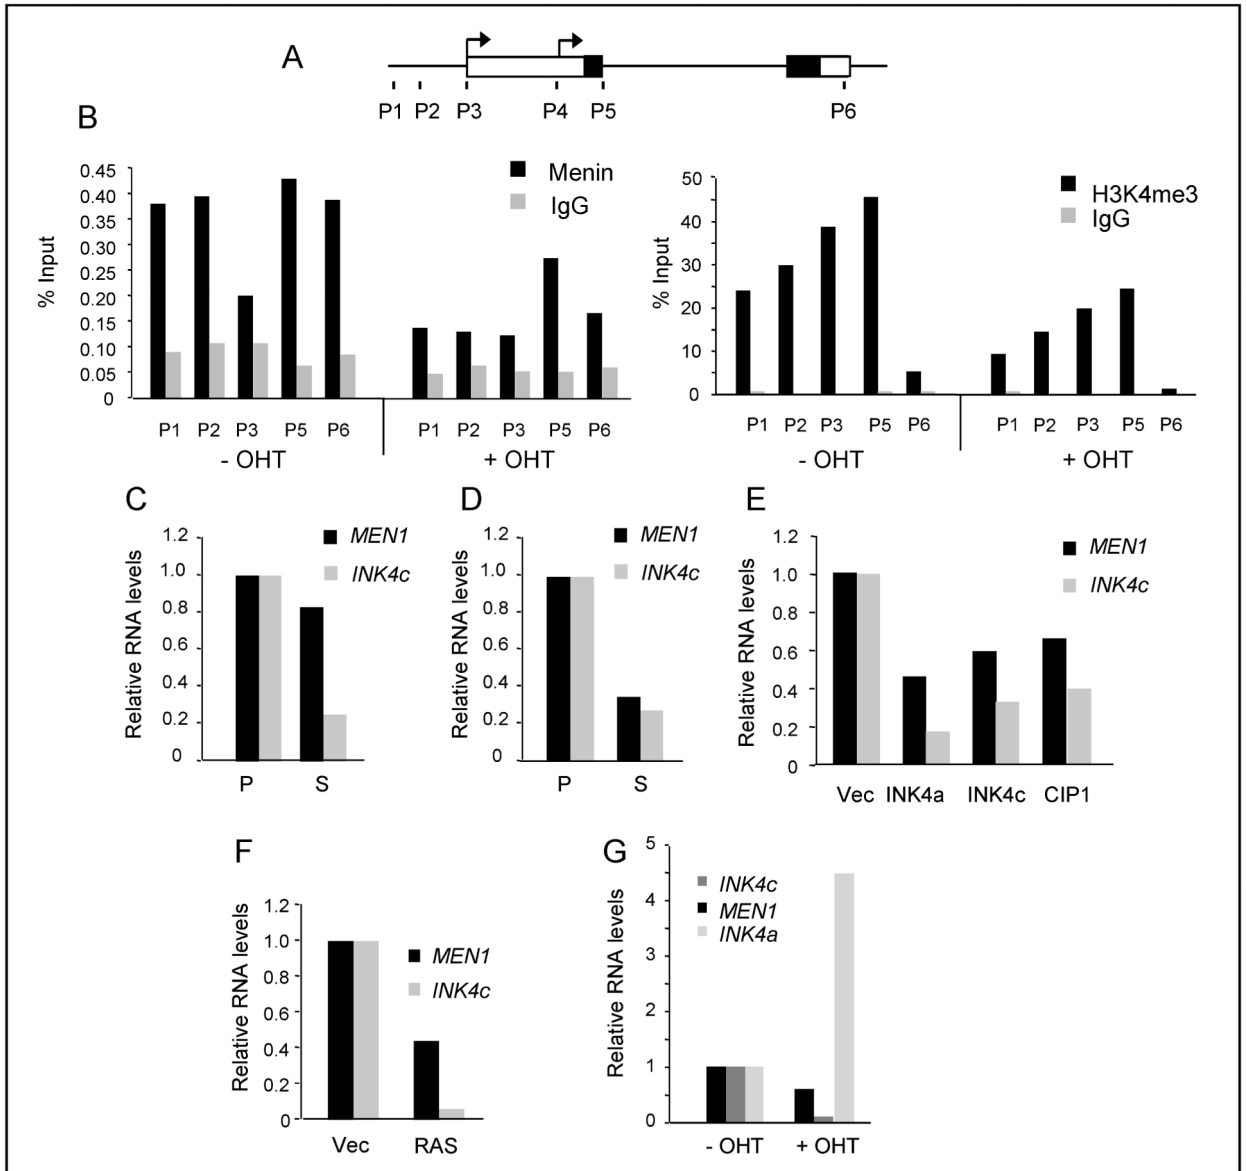 A
P1 P2 P3 P4 P5 P6
B
0.45
0.40
0.35
0.30
0.25
0.20
0.15
0.10
0.05
0
% Input
Menin
IgG
P1 P2 P3 P5 P6 P1 P2 P3 P5 P6
- OHT + OHT
50
40
30
20
10
0
% Input
H3K4me3
IgG
P1 P2 P3 P5 P6 P1 P2 P3 P5 P6
- OHT + OHT
C
1.2
1.0
0.8
0.6
0.4
0.2
0
Relative RNA levels
MEN1
INK4c
P S
D
1.2
1.0
0.8
0.6
0.4
0.2
0
Relative RNA levels
MEN1
INK4c
P S
E
1.2
1.0
0.8
0.6
0.4
0.2
0
Relative RNA levels
MEN1
INK4c
Vec INK4a INK4c CIP1
F
1.2
1.0
0.8
0.6
0.4
0.2
0
Relative RNA levels
MEN1
INK4c
Vec RAS
G
5
4
3
2
1
0
Relative RNA levels
INK4c
MEN1
INK4a
- OHT + OHT